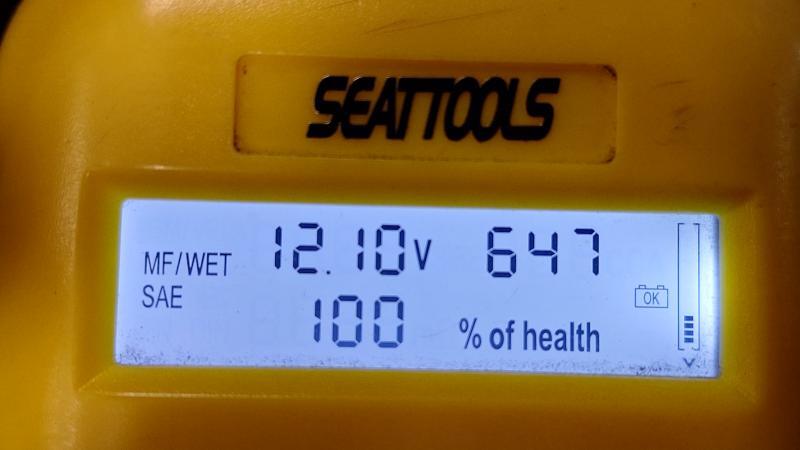 SEATTOOLS
MF/WET 12.10V 647
SAE 100 % of health
OK